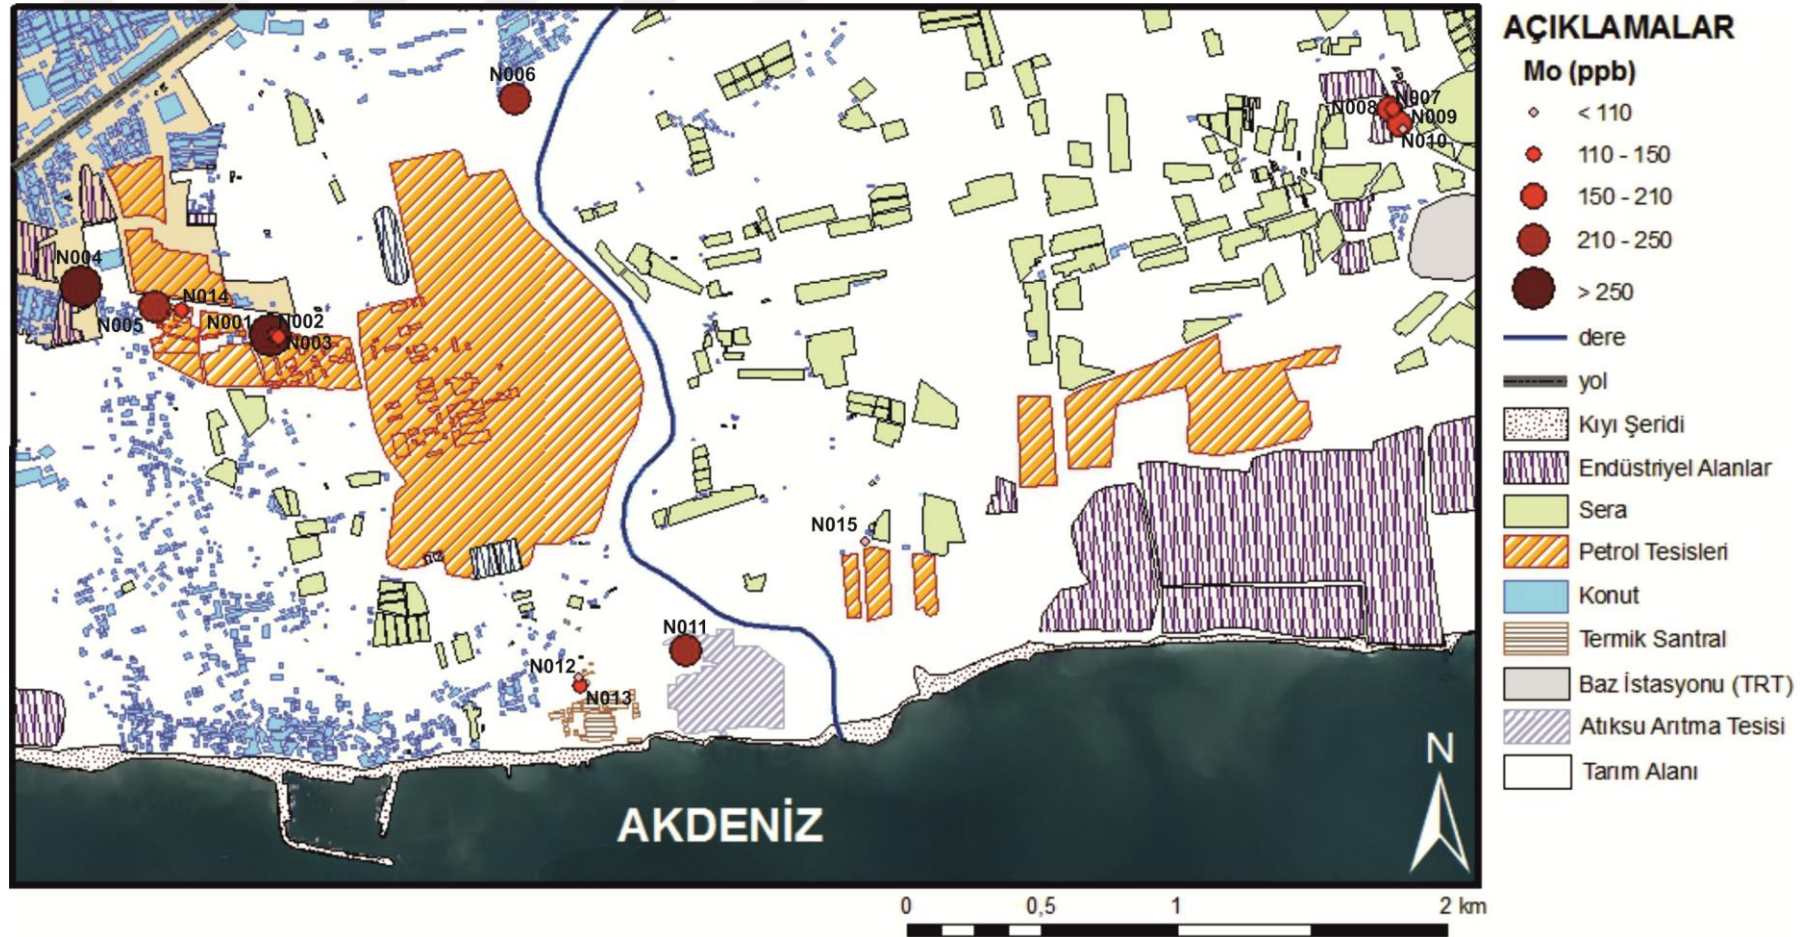 N006
N007
N008
N009
N010
N004
N014
N005
N001
N002
N003
N015
N011
N012
N013
AKDENİZ
N
0 0,5 1 2 km
AÇIKLAMALAR
Mo (ppb)
< 110
110 - 150
150 - 210
210 - 250
> 250
dere
yol
Kıyı Şeridi
Endüstriyel Alanlar
Sera
Petrol Tesisleri
Konut
Termik Santral
Baz İstasyonu (TRT)
Atıksu Arıtma Tesisi
Tarım Alanı